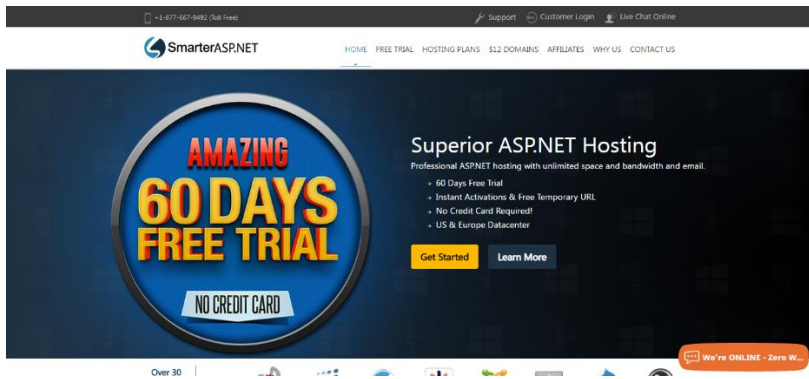 +1-877-667-9492 (Toll Free)
Support
Customer Login
Live Chat Online
SmarterASP.NET
HOME
FREE TRIAL
HOSTING PLANS
$12 DOMAINS
AFFILIATES
WHY US
CONTACT US
AMAZING
60 DAYS
FREE TRIAL
NO CREDIT CARD
Superior ASP.NET Hosting
Professional ASP.NET hosting with unlimited space and bandwidth and email.
60 Days Free Trial
Instant Activations & Free Temporary URL
No Credit Card Required!
US & Europe Datacenter
Get Started
Learn More
We're ONLINE - Zero W...
Over 30